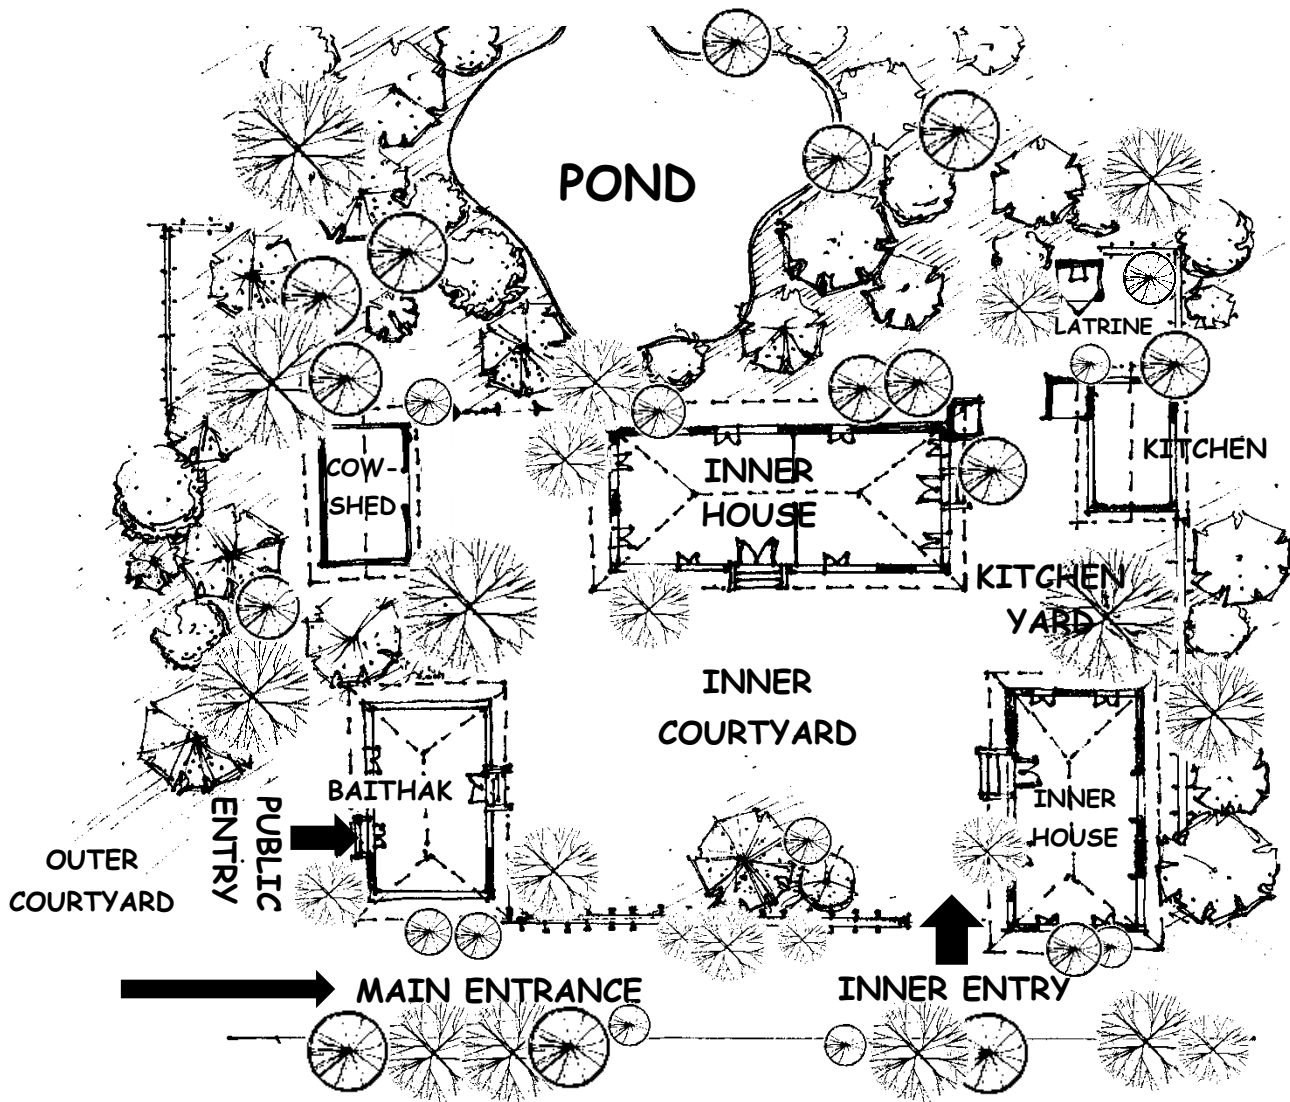 POND
LATRINE
KITCHEN
INNER
HOUSE
COW-
SHED
KITCHEN
YARD
INNER
COURTYARD
BAITHAK
PUBLIC
ENTRY
INNER
HOUSE
OUTER
COURTYARD
MAIN ENTRANCE
INNER ENTRY